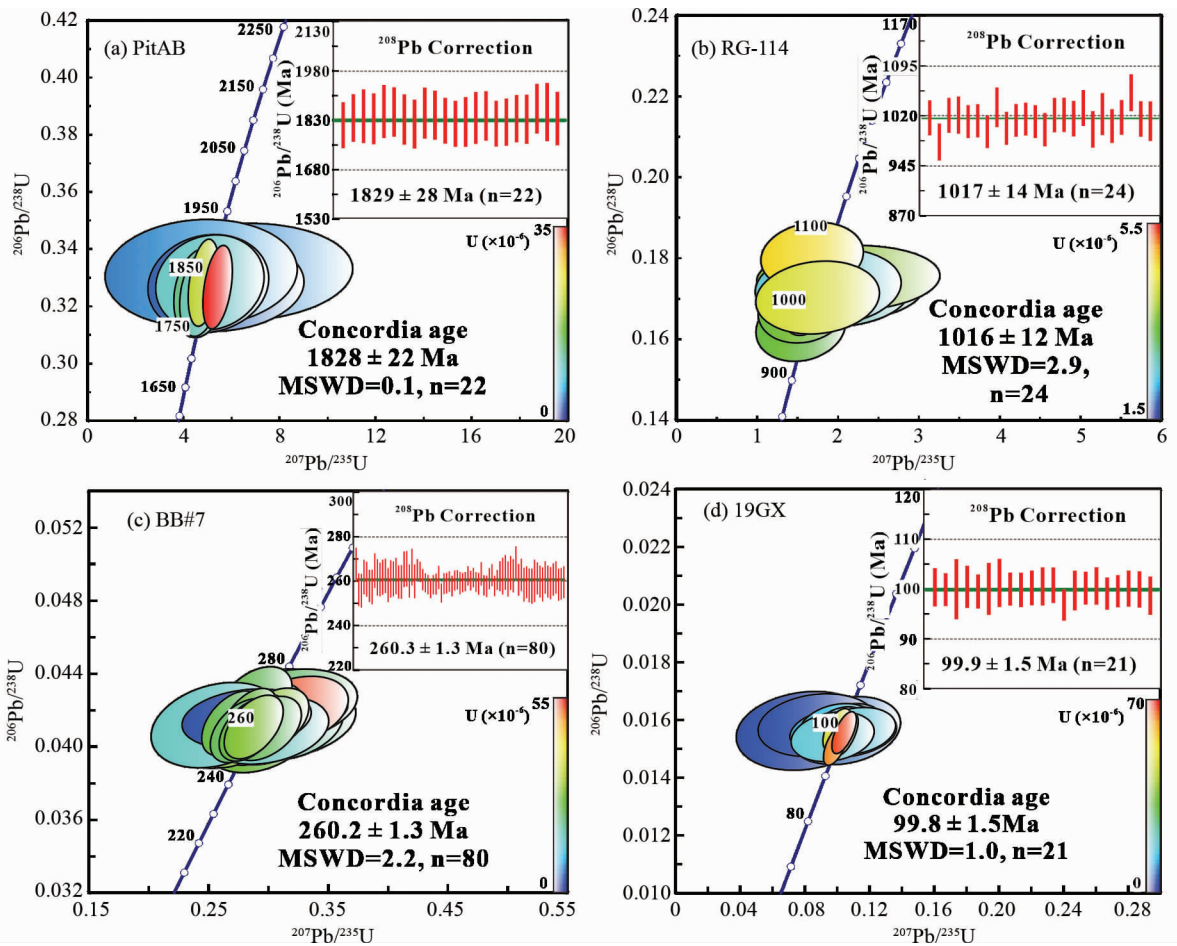 (a) PitAB
0.42
0.40
0.38
0.36
0.34
0.32
0.30
0.28
²⁰⁶Pb/²³⁸U
0
4
8
12
16
20
²⁰⁷Pb/²³⁵U
2250
2150
2050
1950
1850
1750
1650
²⁰⁸Pb Correction
²⁰⁶Pb/²³⁸U (Ma)
2130
1980
1830
1680
1530
1829 ± 28 Ma (n=22)
35
U (×10⁻⁶)
0
Concordia age
1828 ± 22 Ma
MSWD=0.1, n=22
(b) RG-114
0.24
0.22
0.20
0.18
0.16
0.14
²⁰⁶Pb/²³⁸U
0
1
2
3
4
5
6
²⁰⁷Pb/²³⁵U
1100
1000
900
²⁰⁸Pb Correction
²⁰⁶Pb/²³⁸U (Ma)
1170
1095
1020
945
870
1017 ± 14 Ma (n=24)
5.5
U (×10⁻⁶)
1.5
Concordia age
1016 ± 12 Ma
MSWD=2.9,
n=24
(c) BB#7
0.052
0.048
0.044
0.040
0.036
0.032
²⁰⁶Pb/²³⁸U
0.15
0.25
0.35
0.45
0.55
²⁰⁷Pb/²³⁵U
280
260
240
220
²⁰⁸Pb Correction
²⁰⁶Pb/²³⁸U (Ma)
300
280
260
240
220
260.3 ± 1.3 Ma (n=80)
55
U (×10⁻⁶)
0
Concordia age
260.2 ± 1.3 Ma
MSWD=2.2, n=80
(d) 19GX
0.024
0.022
0.020
0.018
0.016
0.014
0.012
0.010
²⁰⁶Pb/²³⁸U
0
0.04
0.08
0.12
0.16
0.20
0.24
0.28
²⁰⁷Pb/²³⁵U
100
80
²⁰⁸Pb Correction
²⁰⁶Pb/²³⁸U (Ma)
120
110
100
90
80
99.9 ± 1.5 Ma (n=21)
70
U (×10⁻⁶)
0
Concordia age
99.8 ± 1.5Ma
MSWD=1.0, n=21